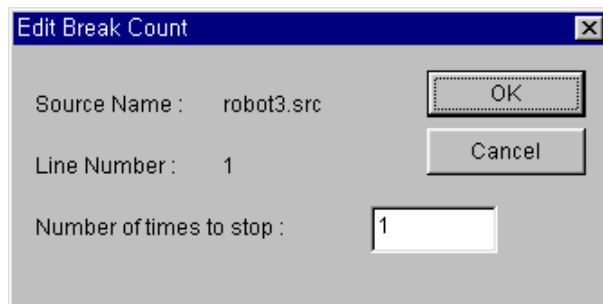 Edit Break Count
Source Name : robot3.src
OK
Line Number : 1
Cancel
Number of times to stop : 1